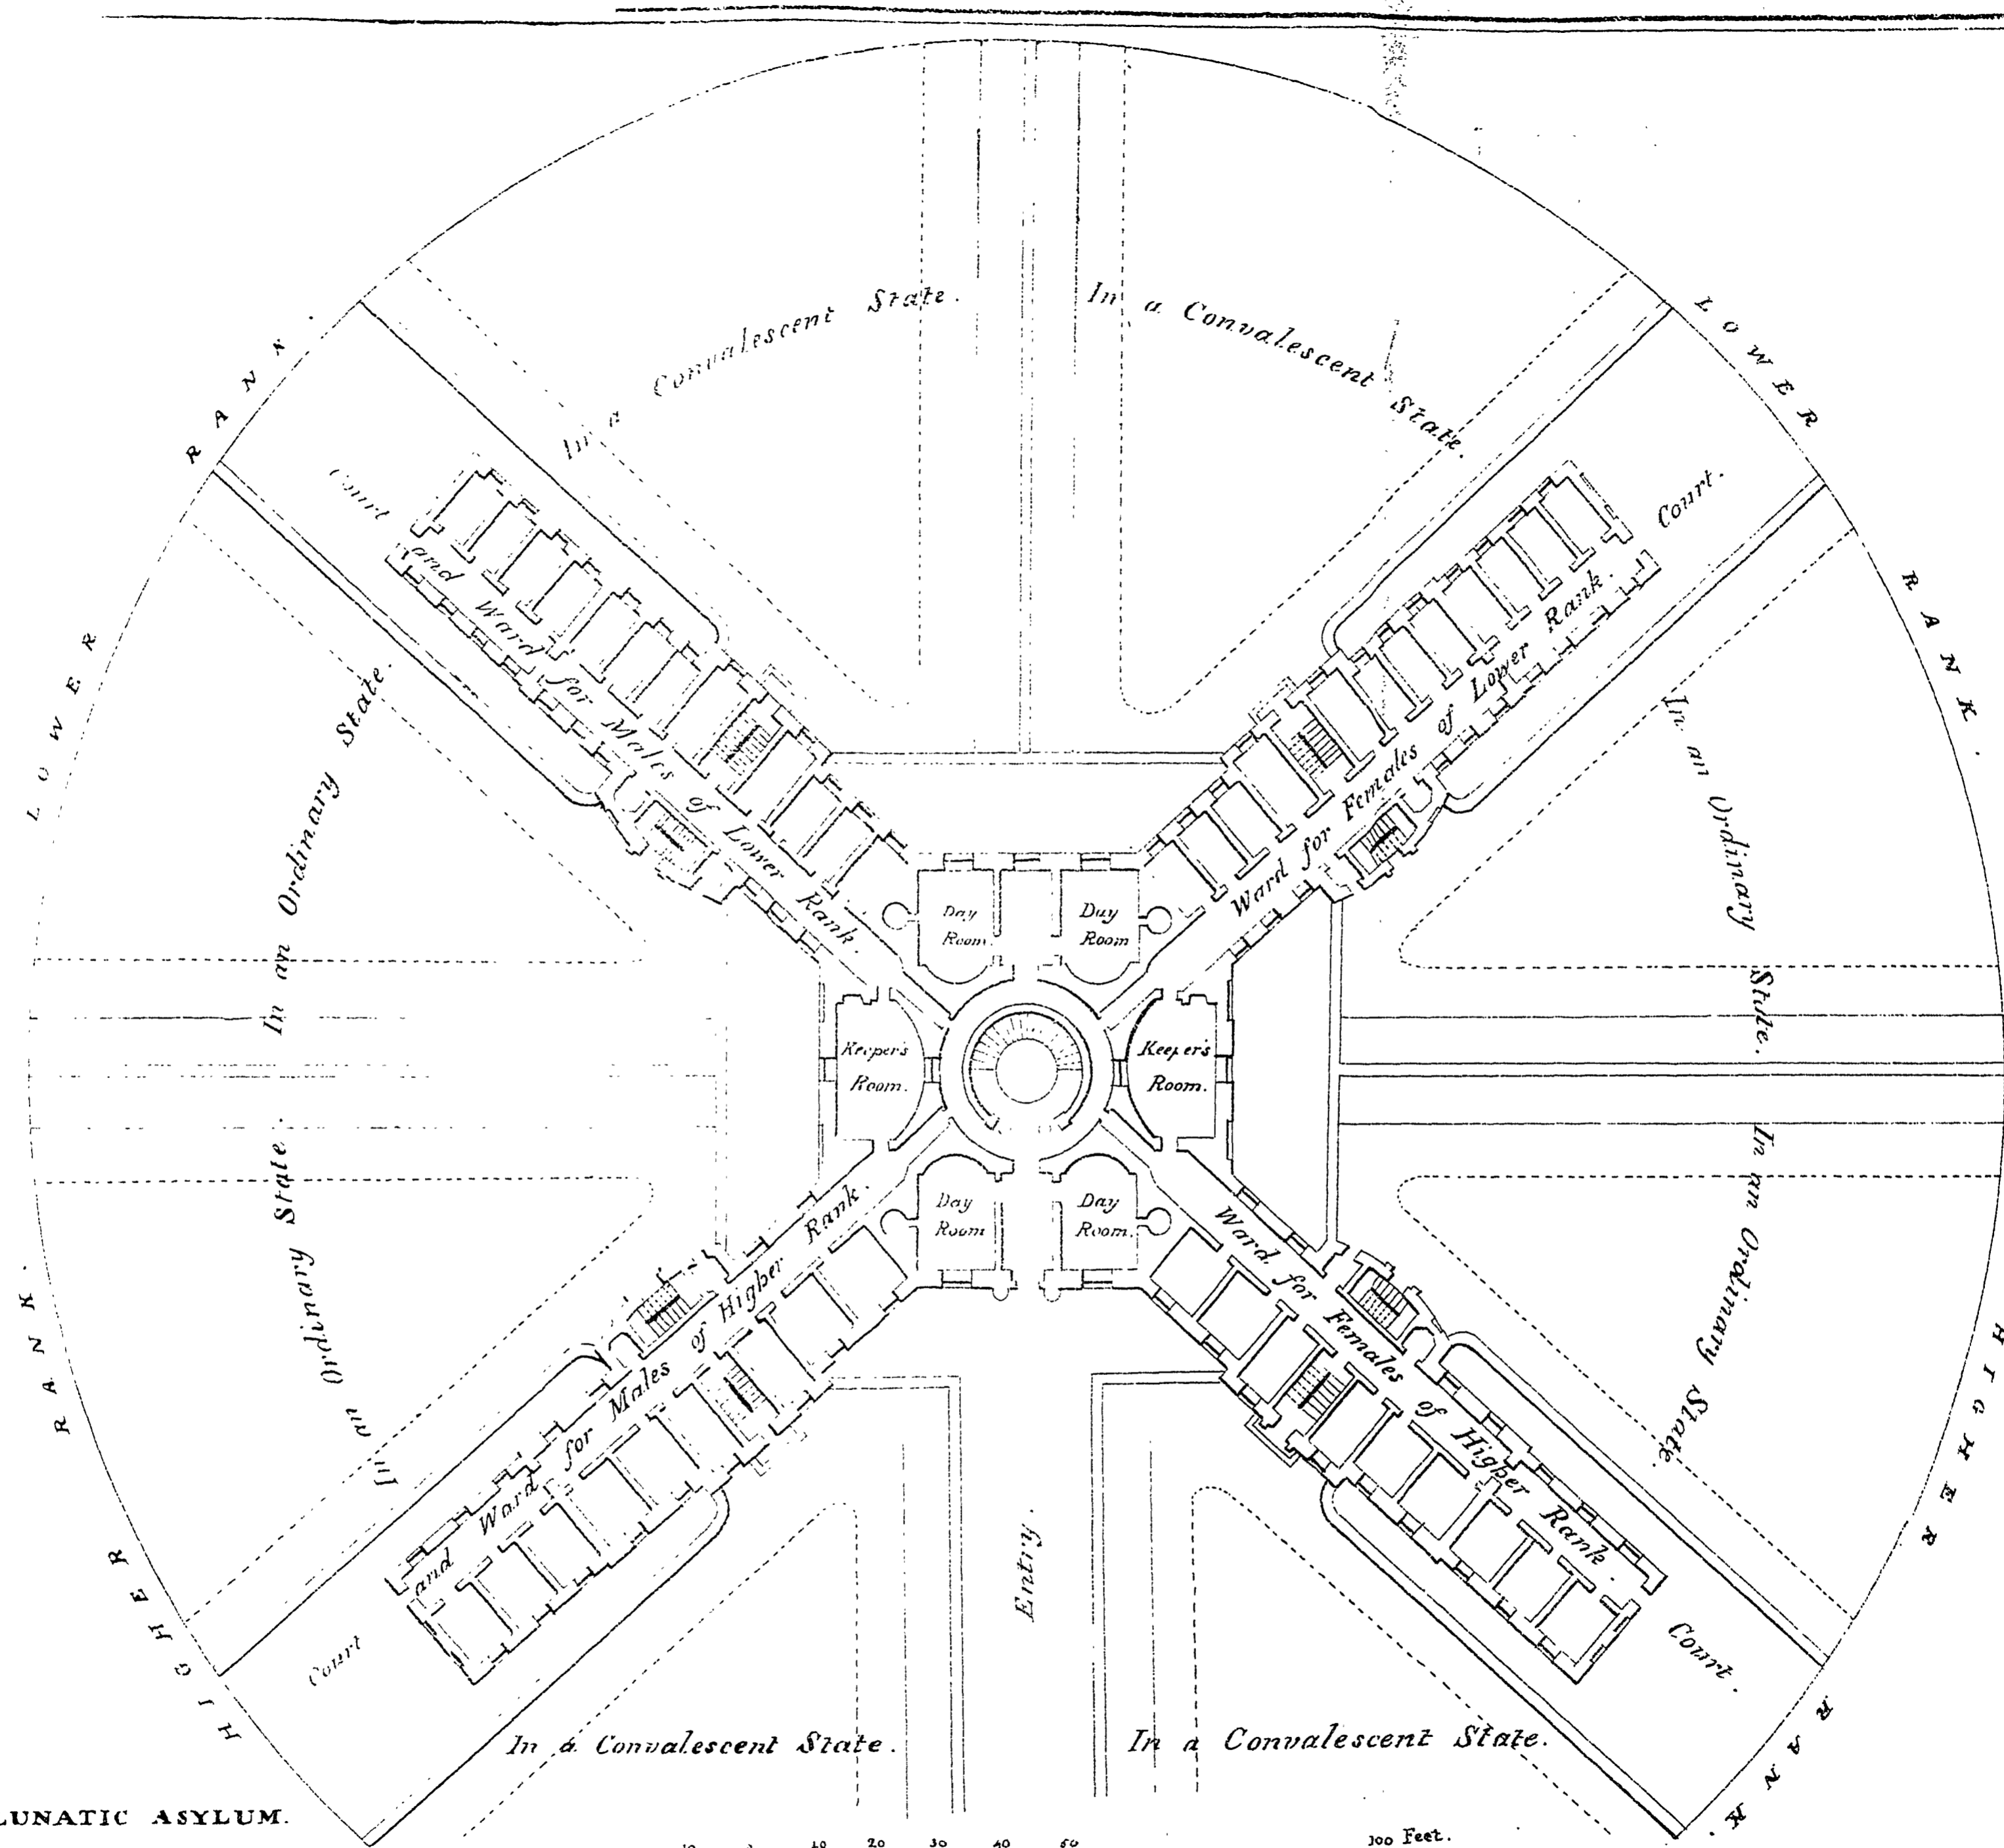 In a Convalescent State.
In a Convalescent State.
LOWER RANK.
LOWER RANK.
Court
and Ward for Males of Lower Rank.
Court.
Ward for Females of Lower Rank.
In an Ordinary State.
In an Ordinary State.
Day
Room.
Day
Room
Keeper's
Room.
Keeper's
Room.
Day
Room
Day
Room.
In an Ordinary State.
In an Ordinary State.
HIGHER RANK.
HIGHER RANK.
Court
and Ward for Males of Higher Rank.
Ward for Females of Higher Rank.
Court.
Entry.
In a Convalescent State.
In a Convalescent State.
LUNATIC ASYLUM.
10 20 30 40 50 100 Feet.